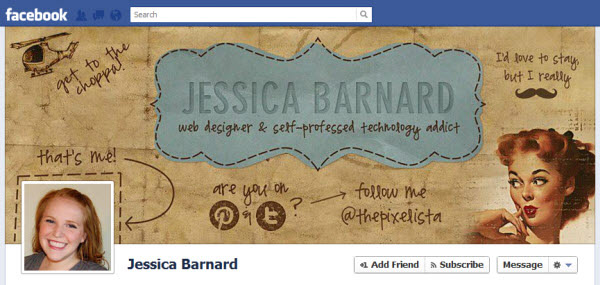 facebook
Search
get to the
choppa!
I'd love to stay,
but I really
JESSICA BARNARD
web designer & self-professed technology addict
that's me!
are you on
& ?
follow me
@thepixelista
Jessica Barnard
+1 Add Friend
Subscribe
Message